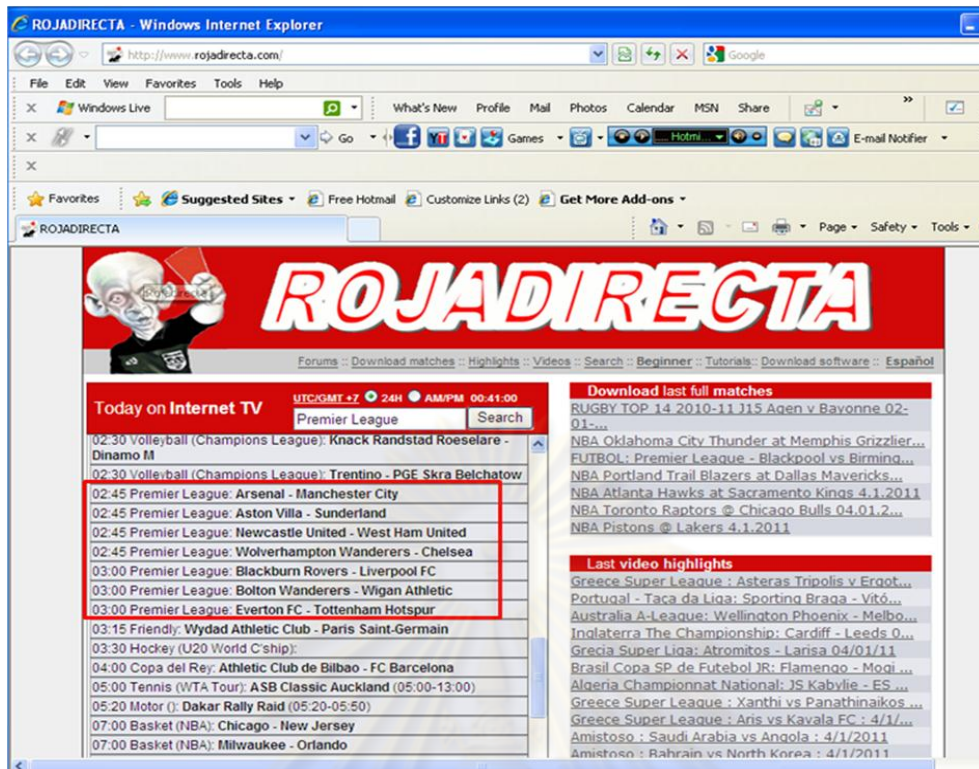 ROJADIRECTA - Windows Internet Explorer
http://www.rojadirecta.com/
Google
File Edit View Favorites Tools Help
X Windows Live What's New Profile Mail Photos Calendar MSN Share »
X Go Games ... Hotmi... E-mail Notifier
X
Favorites Suggested Sites Free Hotmail Customize Links (2) Get More Add-ons
ROJADIRECTA Page Safety Tools
ROJADIRECTA
Rojadirecta
Forums :: Download matches :: Highlights :: Videos :: Search :: Beginner :: Tutorials:: Download software :: Español
Today on Internet TV
UTC/GMT +7 24H AM/PM 00:41:00
Premier League Search
02:30 Volleyball (Champions League): Knack Randstad Roeselare -
Dinamo M
02:30 Volleyball (Champions League): Trentino - PGE Skra Belchatow
02:45 Premier League: Arsenal - Manchester City
02:45 Premier League: Aston Villa - Sunderland
02:45 Premier League: Newcastle United - West Ham United
02:45 Premier League: Wolverhampton Wanderers - Chelsea
03:00 Premier League: Blackburn Rovers - Liverpool FC
03:00 Premier League: Bolton Wanderers - Wigan Athletic
03:00 Premier League: Everton FC - Tottenham Hotspur
03:15 Friendly: Wydad Athletic Club - Paris Saint-Germain
03:30 Hockey (U20 World C'ship):
04:00 Copa del Rey: Athletic Club de Bilbao - FC Barcelona
05:00 Tennis (WTA Tour): ASB Classic Auckland (05:00-13:00)
05:20 Motor (): Dakar Rally Raid (05:20-05:50)
07:00 Basket (NBA): Chicago - New Jersey
07:00 Basket (NBA): Milwaukee - Orlando
Download last full matches
RUGBY TOP 14 2010-11 J15 Agen v Bayonne 02-
01-...
NBA Oklahoma City Thunder at Memphis Grizzlier...
FUTBOL: Premier League - Blackpool vs Birming...
NBA Portland Trail Blazers at Dallas Mavericks...
NBA Atlanta Hawks at Sacramento Kings 4.1.2011
NBA Toronto Raptors @ Chicago Bulls 04.01.2...
NBA Pistons @ Lakers 4.1.2011
Last video highlights
Greece Super League : Asteras Tripolis v Ergot...
Portugal - Taça da Liga: Sporting Braga - Vitó...
Australia A-League: Wellington Phoenix - Melbo...
Inglaterra The Championship: Cardiff - Leeds 0...
Grecia Super Liga: Atromitos - Larisa 04/01/11
Brasil Copa SP de Futebol JR: Flamengo - Mogi ...
Algeria Championnat National: JS Kabylie - ES ...
Greece Super League : Xanthi vs Panathinaikos ...
Greece Super League : Aris vs Kavala FC : 4/1/...
Amistoso : Saudi Arabia vs Angola : 4/1/2011
Amistoso : Bahrain vs North Korea : 4/1/2011